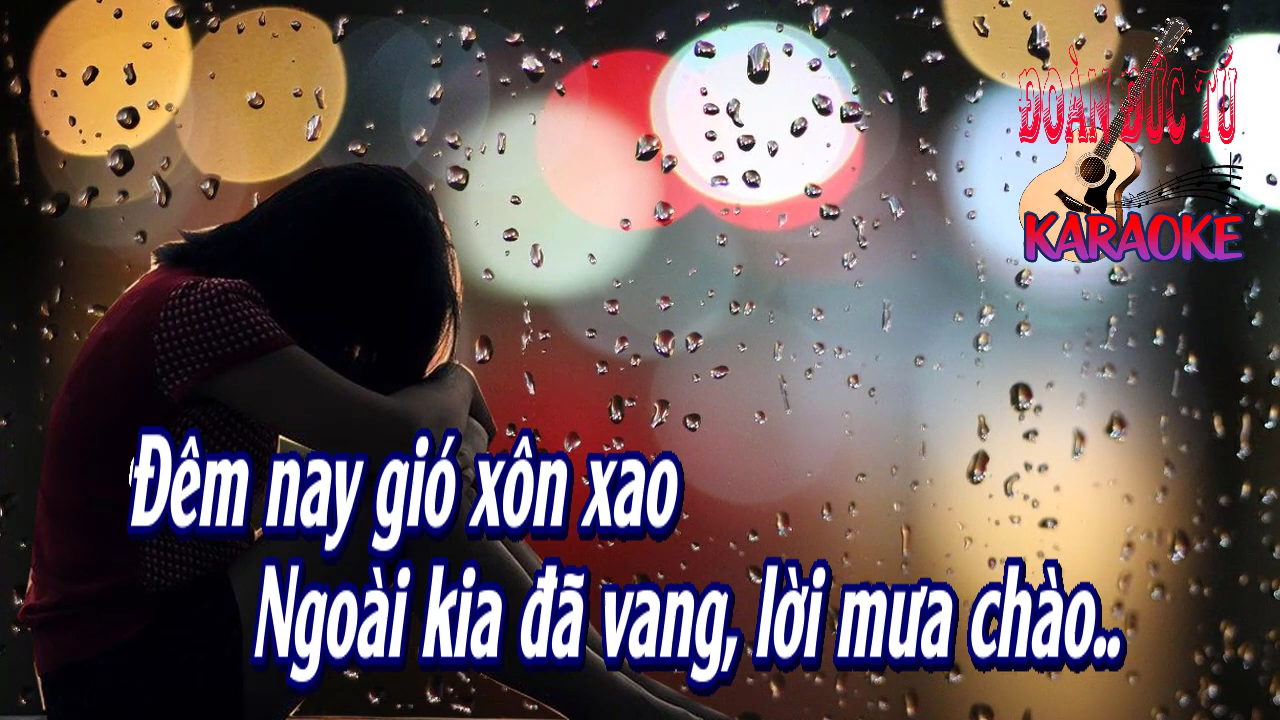 ĐOÀN ĐỨC TÚ
KARAOKE
Đêm nay gió xôn xao
Ngoài kia đã vang, lời mưa chào..